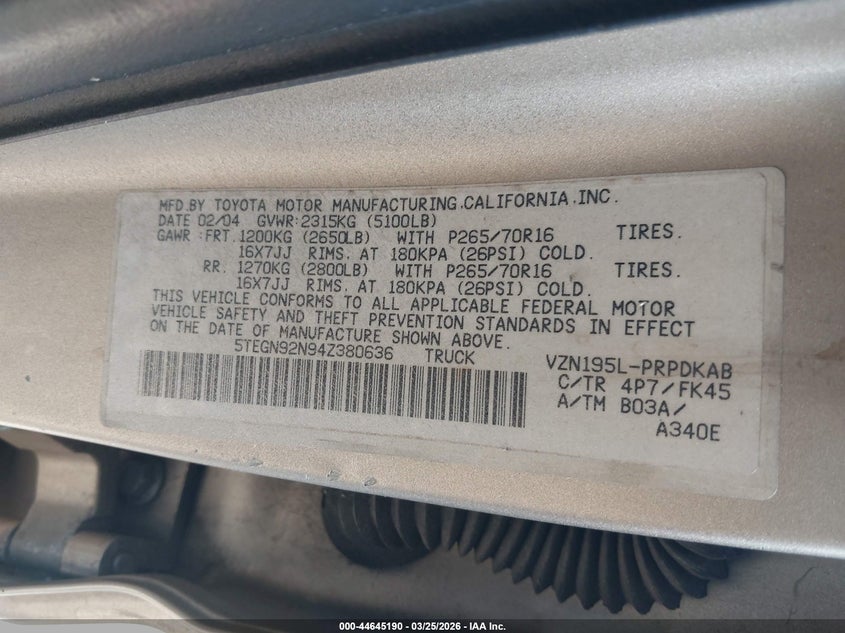 MFD.BY TOYOTA MOTOR MANUFACTURING.CALIFORNIA.INC.
DATE 02/04 GVWR:2315KG (5100LB)
GAWR :FRT.1200KG (2650LB) WITH P265/70R16 TIRES.
16X7JJ RIMS. AT 180KPA (26PSI) COLD.
RR. 1270KG (2800LB) WITH P265/70R16 TIRES.
16X7JJ RIMS. AT 180KPA (26PSI) COLD.
THIS VEHICLE CONFORMS TO ALL APPLICABLE FEDERAL MOTOR
VEHICLE SAFETY AND THEFT PREVENTION STANDARDS IN EFFECT
ON THE DATE OF MANUFACTURE SHOWN ABOVE.
5TEGN92N94Z380636 TRUCK VZN195L-PRPDKAB
C/TR 4P7/FK45
A/TM B03A/
A340E
000-44645190 - 03/25/2026 - IAA Inc.